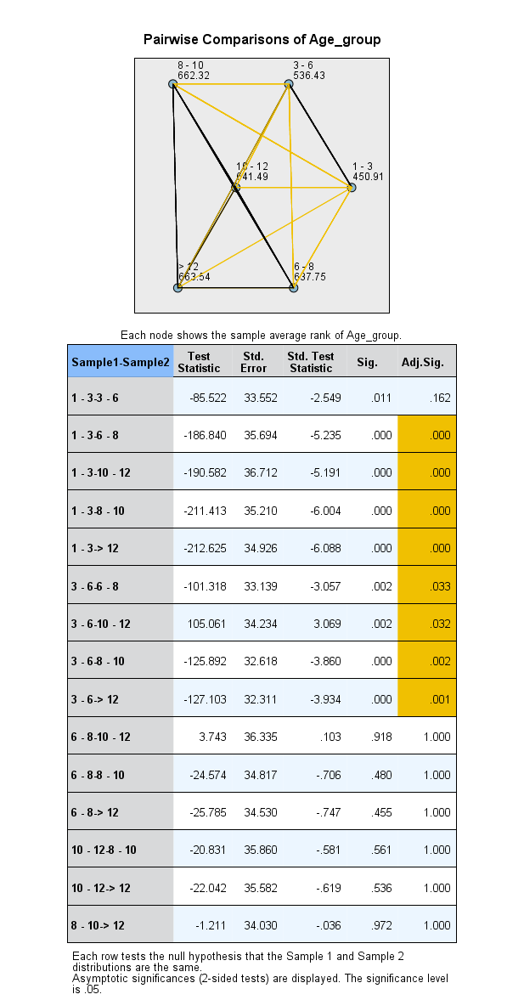 Pairwise Comparisons of Age_group
8 - 10
662.32
3 - 6
536.43
10 - 12
641.49
1 - 3
450.91
> 12
663.54
6 - 8
637.75
Each node shows the sample average rank of Age_group.
Sample1-Sample2 Test Statistic Std. Error Std. Test Statistic Sig. Adj.Sig.
1 - 3-3 - 6 -85.522 33.552 -2.549 .011 .162
1 - 3-6 - 8 -186.840 35.694 -5.235 .000 .000
1 - 3-10 - 12 -190.582 36.712 -5.191 .000 .000
1 - 3-8 - 10 -211.413 35.210 -6.004 .000 .000
1 - 3-> 12 -212.625 34.926 -6.088 .000 .000
3 - 6-6 - 8 -101.318 33.139 -3.057 .002 .033
3 - 6-10 - 12 105.061 34.234 3.069 .002 .032
3 - 6-8 - 10 -125.892 32.618 -3.860 .000 .002
3 - 6-> 12 -127.103 32.311 -3.934 .000 .001
6 - 8-10 - 12 3.743 36.335 .103 .918 1.000
6 - 8-8 - 10 -24.574 34.817 -.706 .480 1.000
6 - 8-> 12 -25.785 34.530 -.747 .455 1.000
10 - 12-8 - 10 -20.831 35.860 -.581 .561 1.000
10 - 12-> 12 -22.042 35.582 -.619 .536 1.000
8 - 10-> 12 -1.211 34.030 -.036 .972 1.000
Each row tests the null hypothesis that the Sample 1 and Sample 2
distributions are the same.
Asymptotic significances (2-sided tests) are displayed. The significance level
is .05.